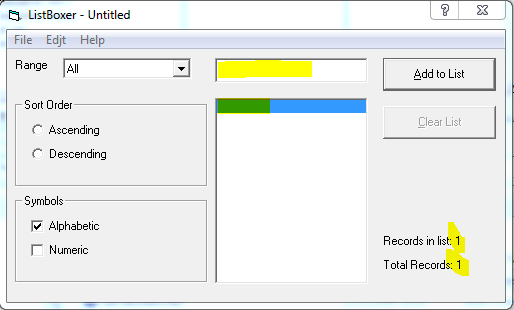 ListBoxer - Untitled
File Edjt Help
Range All
Add to List
Sort Order
Ascending
Descending
Clear List
Symbols
Alphabetic
Numeric
Records in list: 1
Total Records: 1